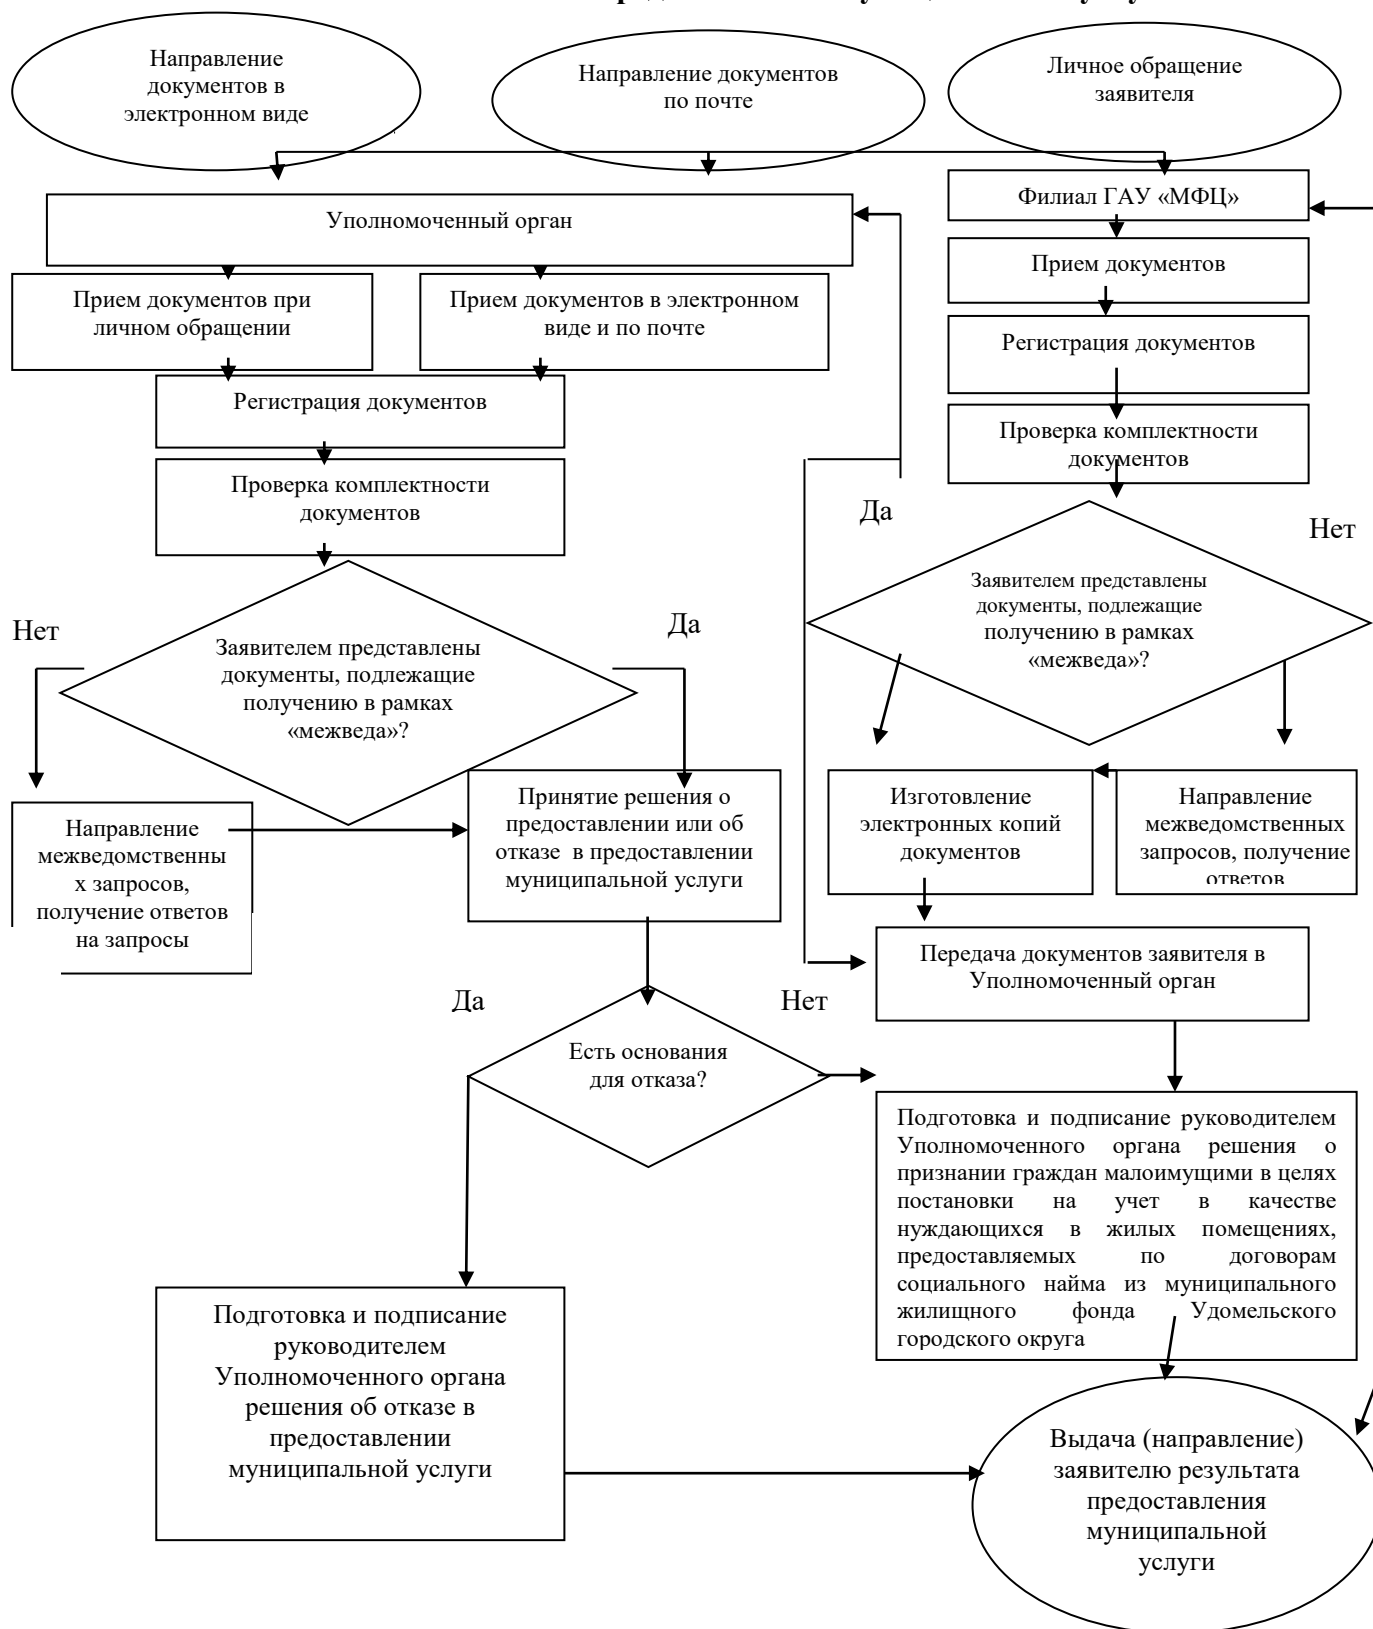 Направление
документов в
электронном виде
Направление документов
по почте
Личное обращение
заявителя
Филиал ГАУ «МФЦ»
Уполномоченный орган
Прием документов
Прием документов при
личном обращении
Прием документов в электронном
виде и по почте
Регистрация документов
Регистрация документов
Проверка комплектности
документов
Проверка комплектности
документов
Да
Нет
Заявителем представлены
документы, подлежащие
получению в рамках
«межведа»?
Нет
Да
Заявителем представлены
документы, подлежащие
получению в рамках
«межведа»?
Принятие решения о
предоставлении или об
отказе в предоставлении
муниципальной услуги
Изготовление
электронных копий
документов
Направление
межведомственных
запросов, получение
ответов
Направление
межведомственны
х запросов,
получение ответов
на запросы
Передача документов заявителя в
Уполномоченный орган
Да
Нет
Есть основания
для отказа?
Подготовка и подписание руководителем
Уполномоченного органа решения о
признании граждан малоимущими в целях
постановки на учет в качестве
нуждающихся в жилых помещениях,
предоставляемых по договорам
социального найма из муниципального
жилищного фонда Удомельского
городского округа
Подготовка и подписание
руководителем
Уполномоченного органа
решения об отказе в
предоставлении
муниципальной услуги
Выдача (направление)
заявителю результата
предоставления
муниципальной
услуги